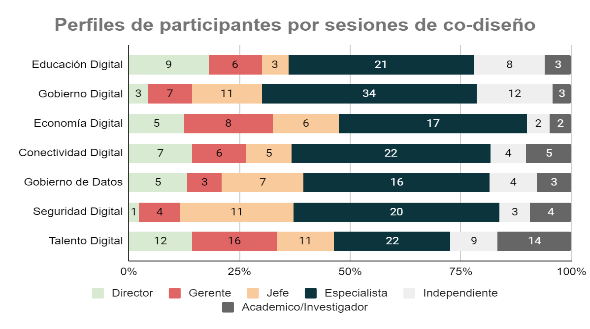 Perfiles de participantes por sesiones de co-diseño
Educación Digital 9 6 3 21 8 3
Gobierno Digital 3 7 11 34 12 3
Economía Digital 5 8 6 17 2 2
Conectividad Digital 7 6 5 22 4 5
Gobierno de Datos 5 3 7 16 4 3
Seguridad Digital 1 4 11 20 3 4
Talento Digital 12 16 11 22 9 14
0% 25% 50% 75% 100%
Director Gerente Jefe Especialista Independiente
Academico/Investigador